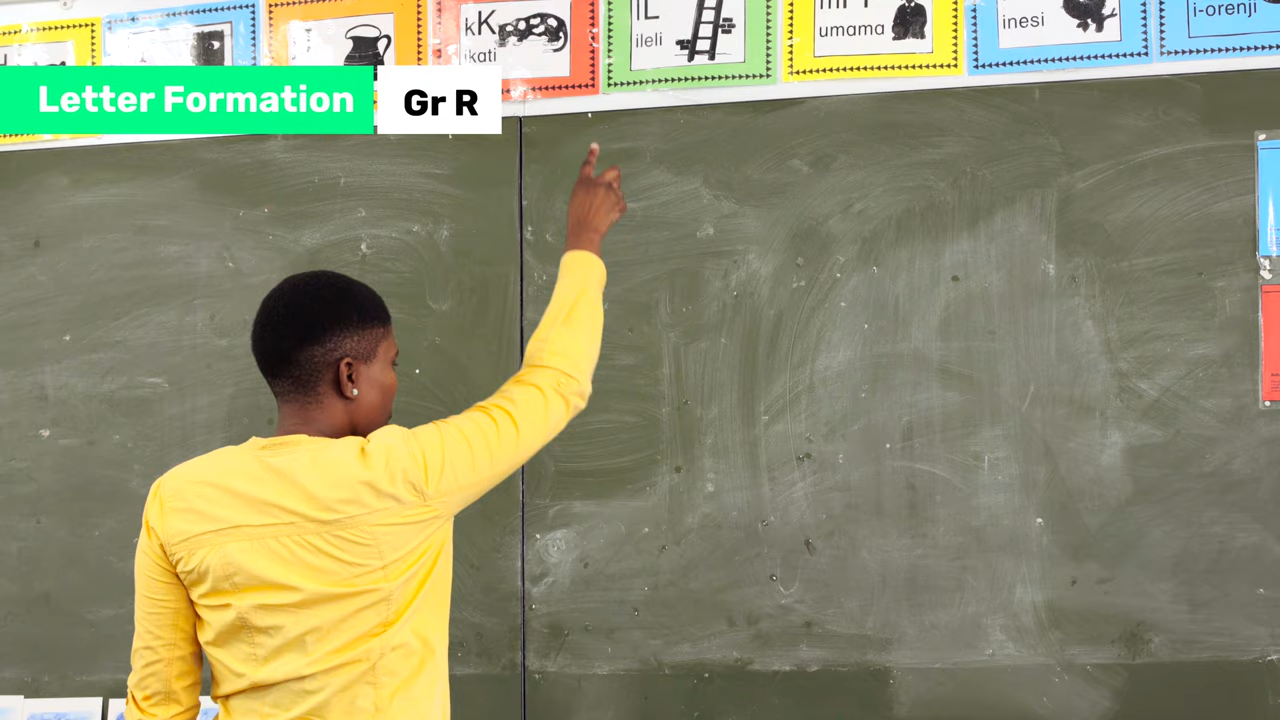 kK
ikati
lL
ileli
umama
inesi
i-orenji
Letter Formation
Gr R